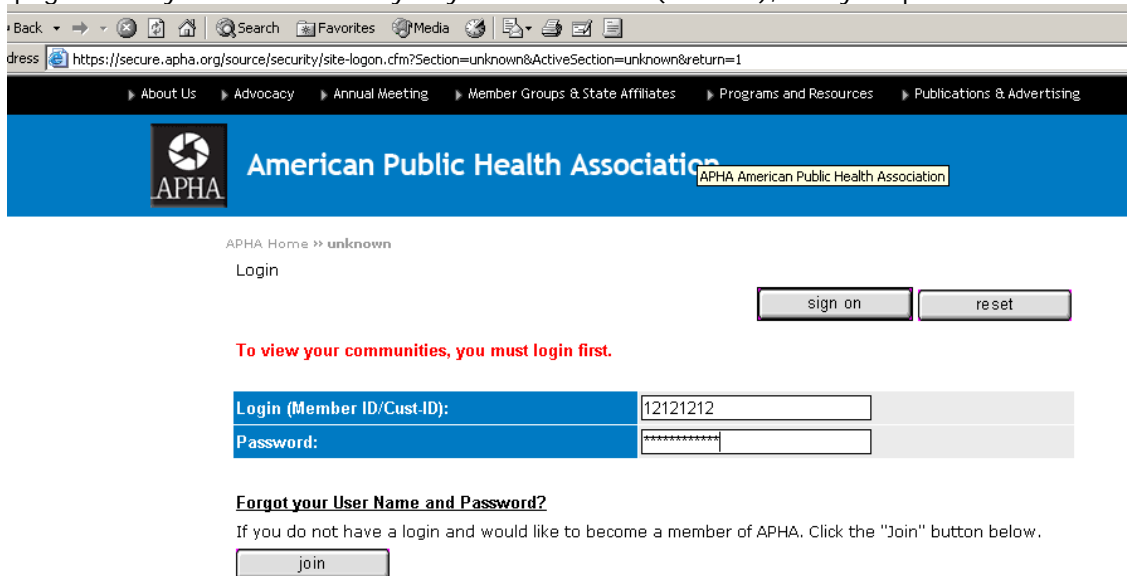 Back Search Favorites Media
dress https://secure.apha.org/source/security/site-logon.cfm?Section=unknown&ActiveSection=unknown&return=1
About Us Advocacy Annual Meeting Member Groups & State Affiliates Programs and Resources Publications & Advertising
APHA American Public Health Association
APHA American Public Health Association
APHA Home » unknown
Login
sign on reset
To view your communities, you must login first.
Login (Member ID/Cust-ID): 12121212
Password: ************
Forgot your User Name and Password?
If you do not have a login and would like to become a member of APHA. Click the "Join" button below.
join